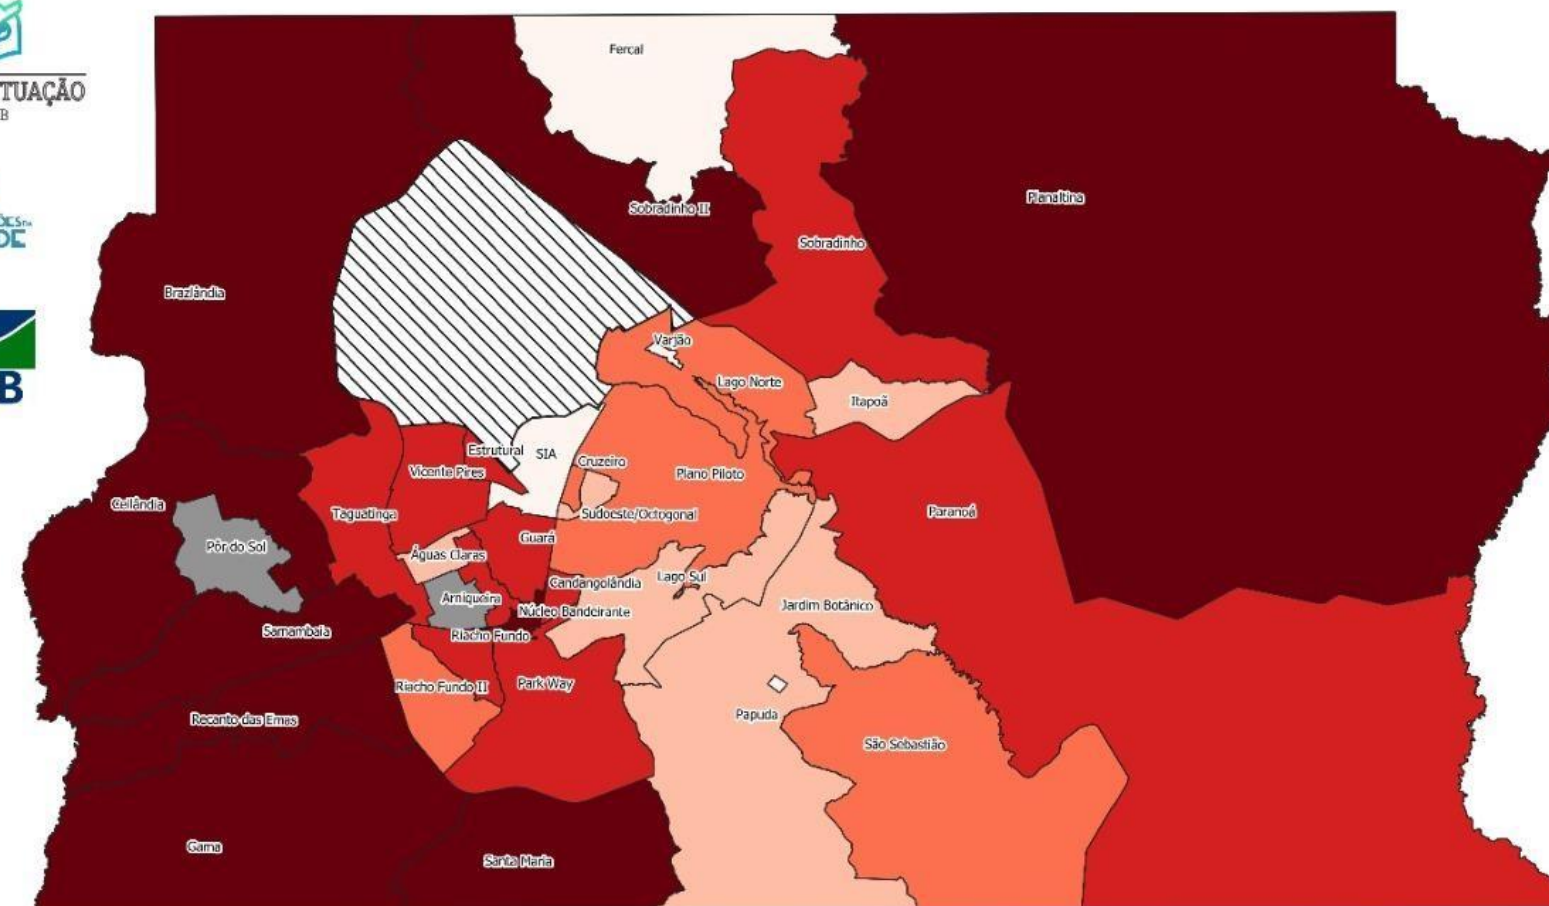 TUAÇÃO
B
ÕES
DE
B
Fercal
Planaltina
Sobradinho II
Sobradinho
Brazlândia
Varjão
Lago Norte
Itapoã
Estrutural
SIA
Cruzeiro
Vicente Pires
Plano Piloto
Ceilândia
Taguatinga
Sudoeste/Octogonal
Paranoá
Guará
Pôr do Sol
Águas Claras
Candangolândia
Lago Sul
Arniqueira
Núcleo Bandeirante
Jardim Botânico
Samambaia
Riacho Fundo
Riacho Fundo II
Park Way
Papuda
Recanto das Emas
São Sebastião
Gama
Santa Maria